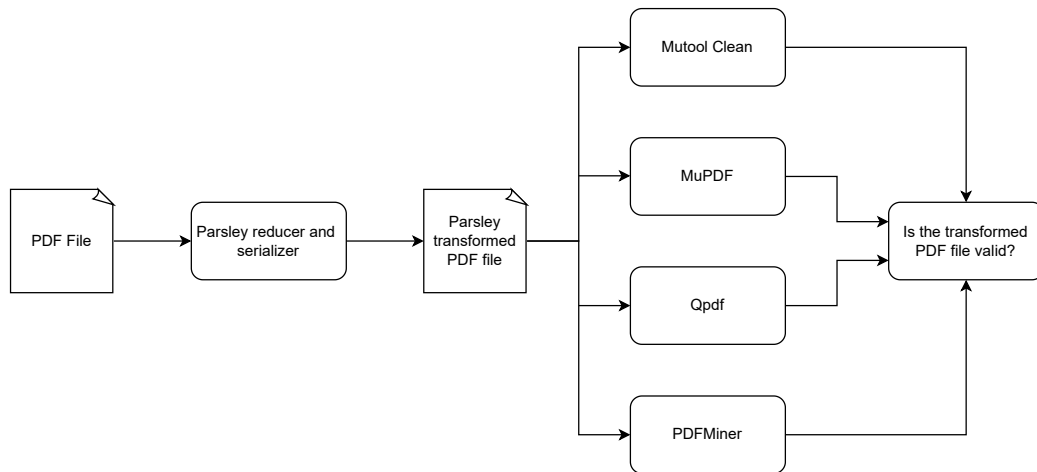 PDF File
Parsley reducer and
serializer
Parsley
transformed
PDF file
Mutool Clean
MuPDF
Qpdf
PDFMiner
Is the transformed
PDF file valid?